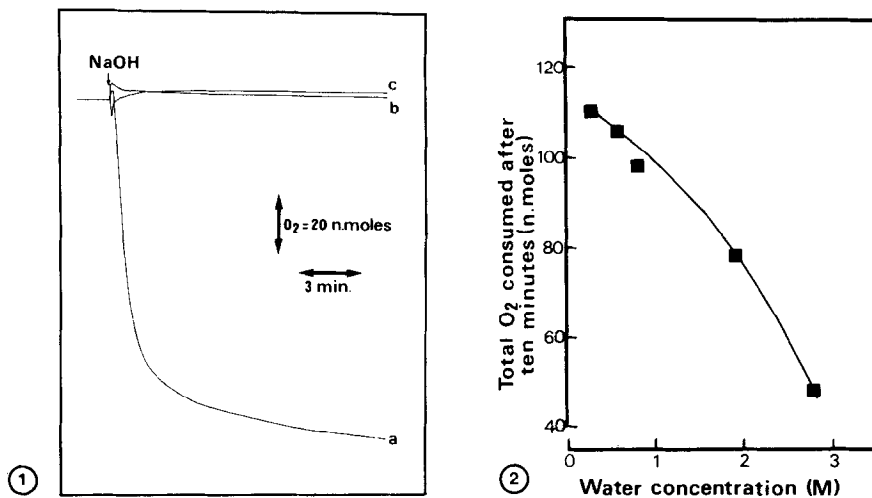 NaOH
c
b
O₂ = 20 n.moles
3 min.
a
1
Total O₂ consumed after
ten minutes (n.moles)
120
100
80
60
40
0
1
2
3
Water concentration (M)
2